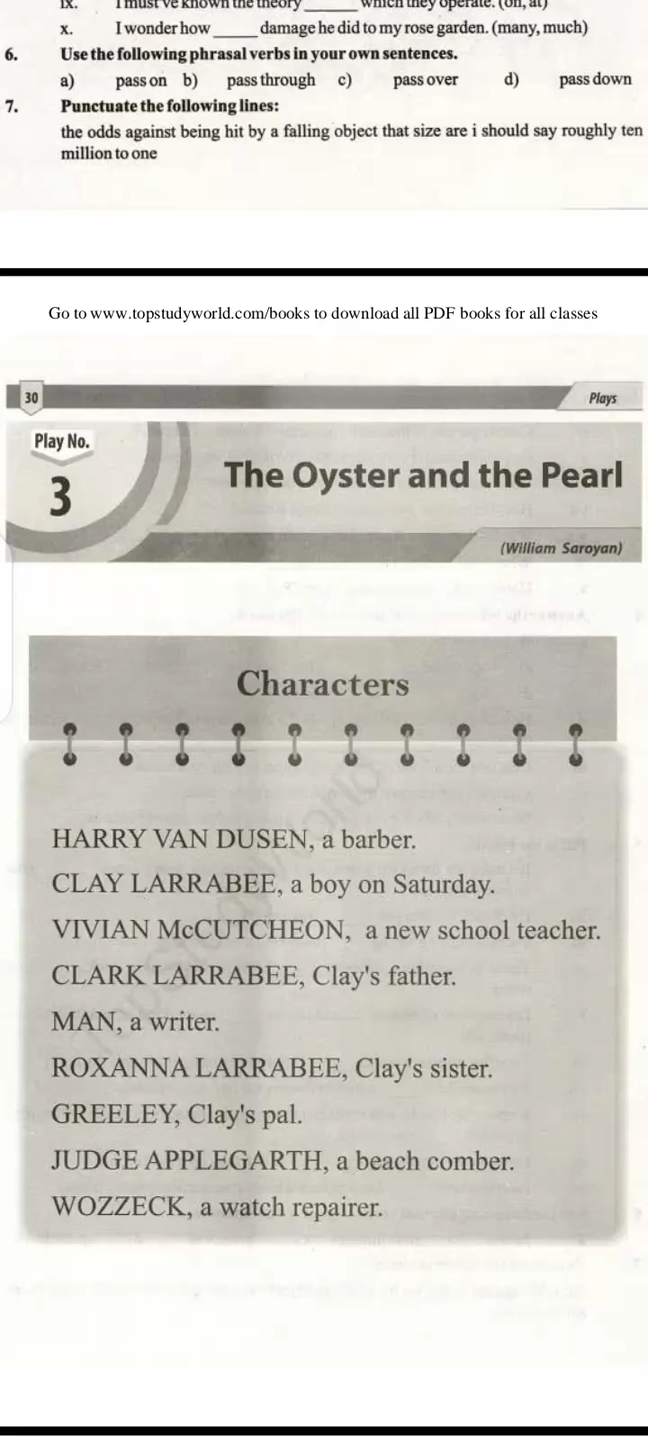 ix. I must've known the theory ______ which they operate. (on, at)
x. I wonder how _____ damage he did to my rose garden. (many, much)
6. Use the following phrasal verbs in your own sentences.
a) pass on b) pass through c) pass over d) pass down
7. Punctuate the following lines:
the odds against being hit by a falling object that size are i should say roughly ten
million to one
Go to www.topstudyworld.com/books to download all PDF books for all classes
30 Plays
Play No.
3
The Oyster and the Pearl
(William Saroyan)
Characters
HARRY VAN DUSEN, a barber.
CLAY LARRABEE, a boy on Saturday.
VIVIAN McCUTCHEON, a new school teacher.
CLARK LARRABEE, Clay's father.
MAN, a writer.
ROXANNA LARRABEE, Clay's sister.
GREELEY, Clay's pal.
JUDGE APPLEGARTH, a beach comber.
WOZZECK, a watch repairer.